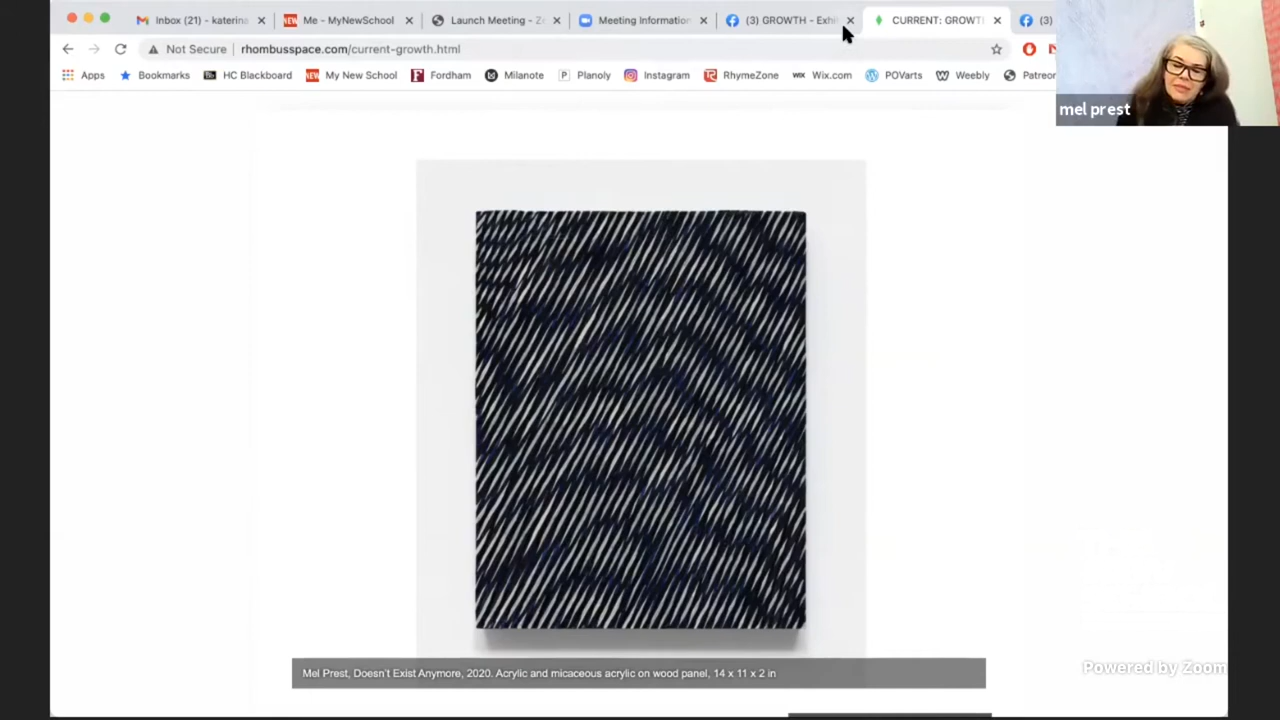 Inbox (21) - katerina
Me - MyNewSchool
Launch Meeting - Z
Meeting Information
(3) GROWTH - Exhi
CURRENT: GROWT
(3)
Not Secure
rhombusspace.com/current-growth.html
Apps
Bookmarks
HC Blackboard
My New School
Fordham
Milanote
Planoly
Instagram
RhymeZone
Wix.com
POVarts
Weebly
Patreon
mel prest
Mel Prest, Doesn't Exist Anymore, 2020. Acrylic and micaceous acrylic on wood panel, 14 x 11 x 2 in
Powered by Zoom